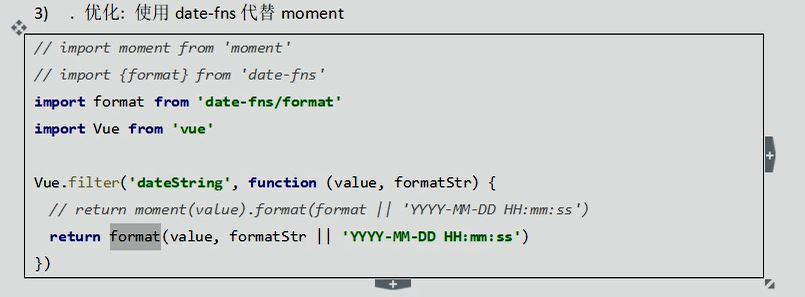 3) . 优化: 使用 date-fns 代替 moment
// import moment from 'moment'
// import {format} from 'date-fns'
import format from 'date-fns/format'
import Vue from 'vue'
Vue.filter('dateString', function (value, formatStr) {
// return moment(value).format(format || 'YYYY-MM-DD HH:mm:ss')
return format(value, formatStr || 'YYYY-MM-DD HH:mm:ss')
})